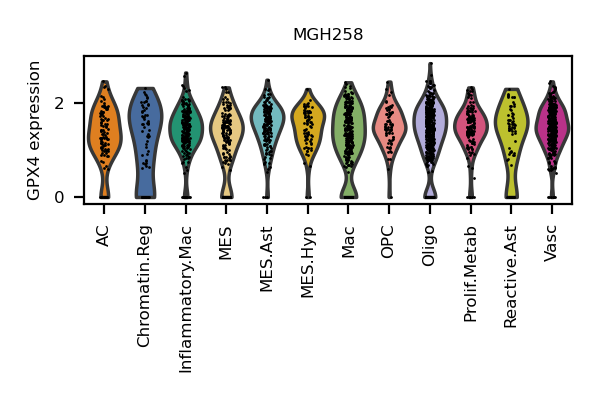 MGH258
GPX4 expression
2
0
AC
Chromatin.Reg
Inflammatory.Mac
MES
MES.Ast
MES.Hyp
Mac
OPC
Oligo
Prolif.Metab
Reactive.Ast
Vasc